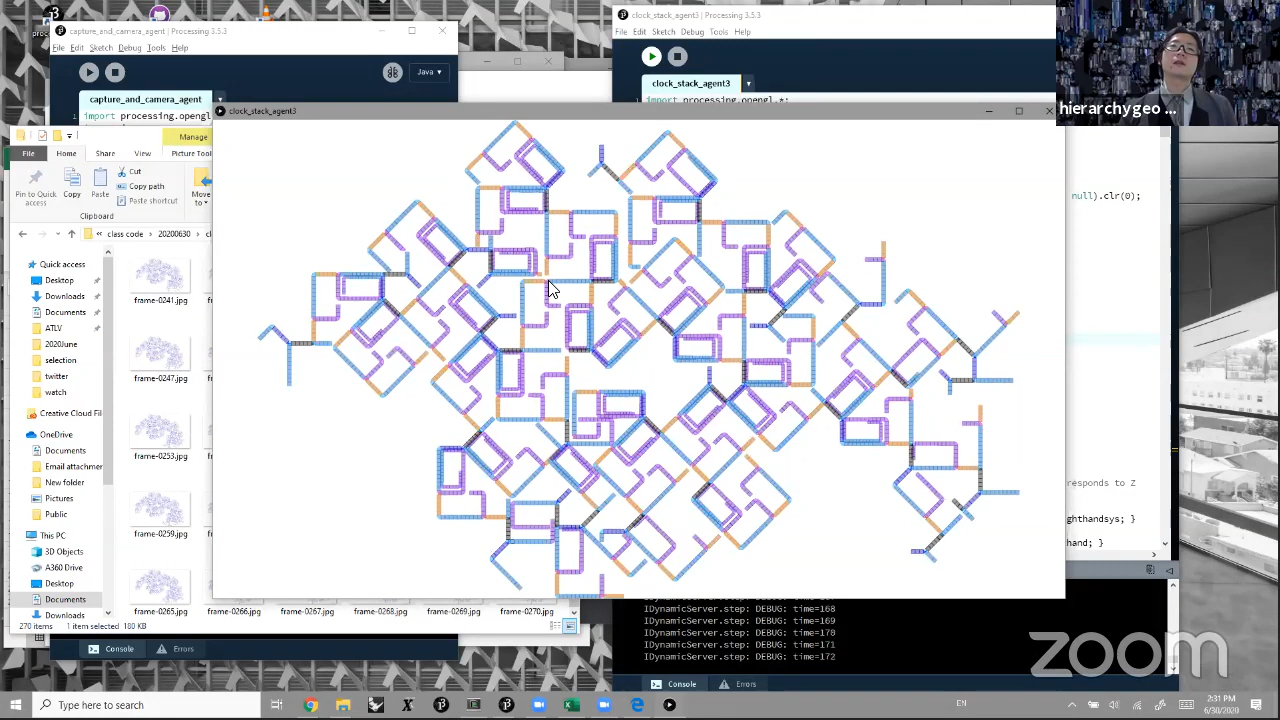 capture_and_camera_agent | Processing 3.5.3
File Edit Sketch Debug Tools Help
Java
capture_and_camera_agent
1
import processing.opengl
clock_stack_agent3 | Processing 3.5.3
File Edit Sketch Debug Tools Help
clock_stack_agent3
import processing.opengl.*;
hierarchygeo ...
clock_stack_agent3
Manage
File Home Share View Picture Tool
Pin to Quick access
Copy
Paste
Cut
Copy path
Paste shortcut
Move to
Clipboard
class code 20200630
Quick access
Desktop
Downloads
Documents
ATLV
2020June
selection
twitter
Creative Cloud Fil
OneDrive
Documents
Email attachmer
New folder
Pictures
Public
This PC
3D Objects
A360 Drive
Desktop
Documents
Downloads
frame-0241.jpg
frame-0247.jpg
frame-0253.jpg
frame-0259.jpg
frame-0265.jpg
frame-0266.jpg
frame-0267.jpg
frame-0268.jpg
frame-0269.jpg
frame-0270.jpg
270 items 1 item selected 180 KB
Console Errors
null; clr(0);
}
responds to Z
ghthandsys; }
hand; }
IDynamicServer.step: DEBUG: time=168
IDynamicServer.step: DEBUG: time=169
IDynamicServer.step: DEBUG: time=170
IDynamicServer.step: DEBUG: time=171
IDynamicServer.step: DEBUG: time=172
Console Errors
zoom
Type here to search
EN
2:31 PM
6/30/2020